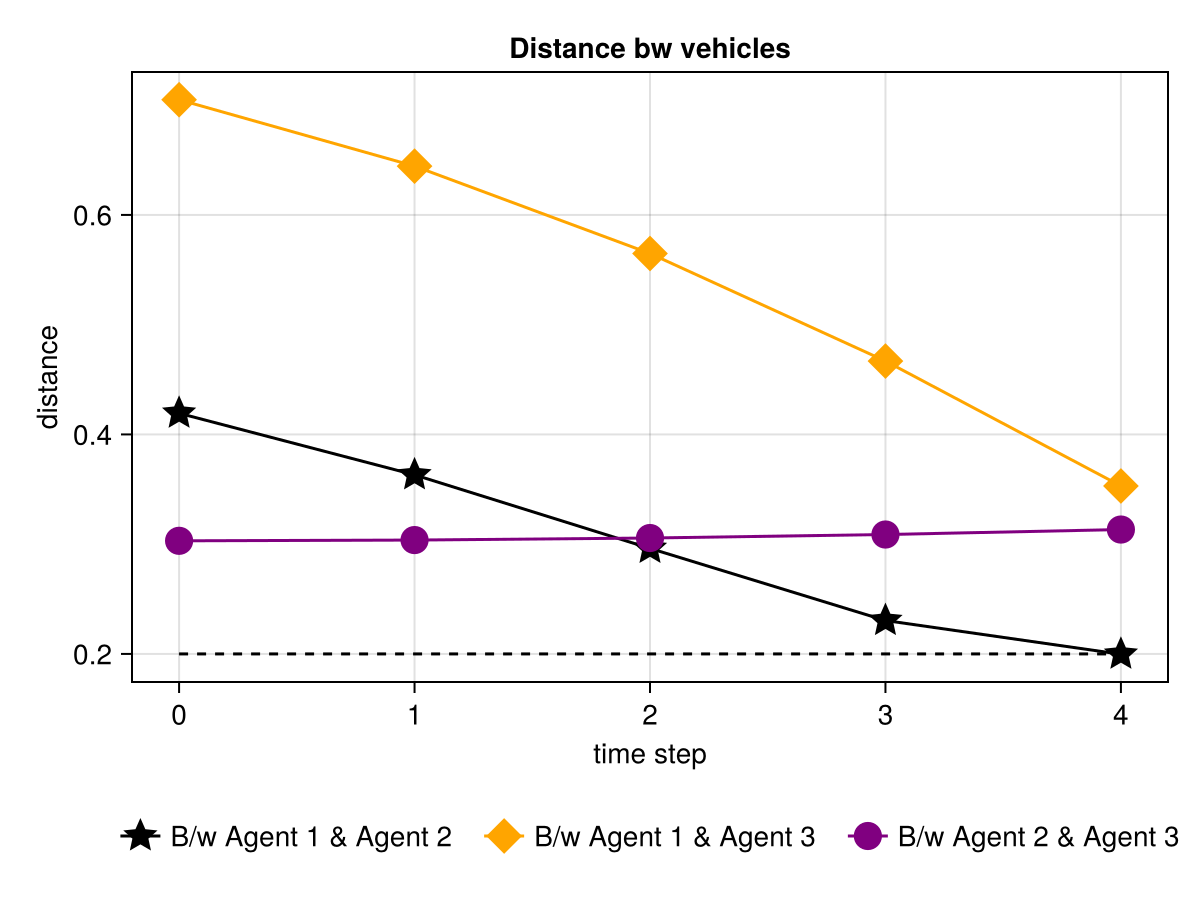 Distance bw vehicles
distance
0.6
0.4
0.2
0 1 2 3 4
time step
B/w Agent 1 & Agent 2 B/w Agent 1 & Agent 3 B/w Agent 2 & Agent 3